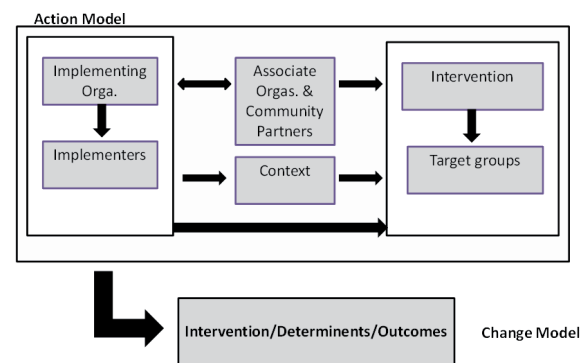 Action Model
Implementing
Orga.
Associate
Orgas. &
Community
Partners
Intervention
Implementers
Context
Target groups
Intervention/Determinents/Outcomes
Change Model